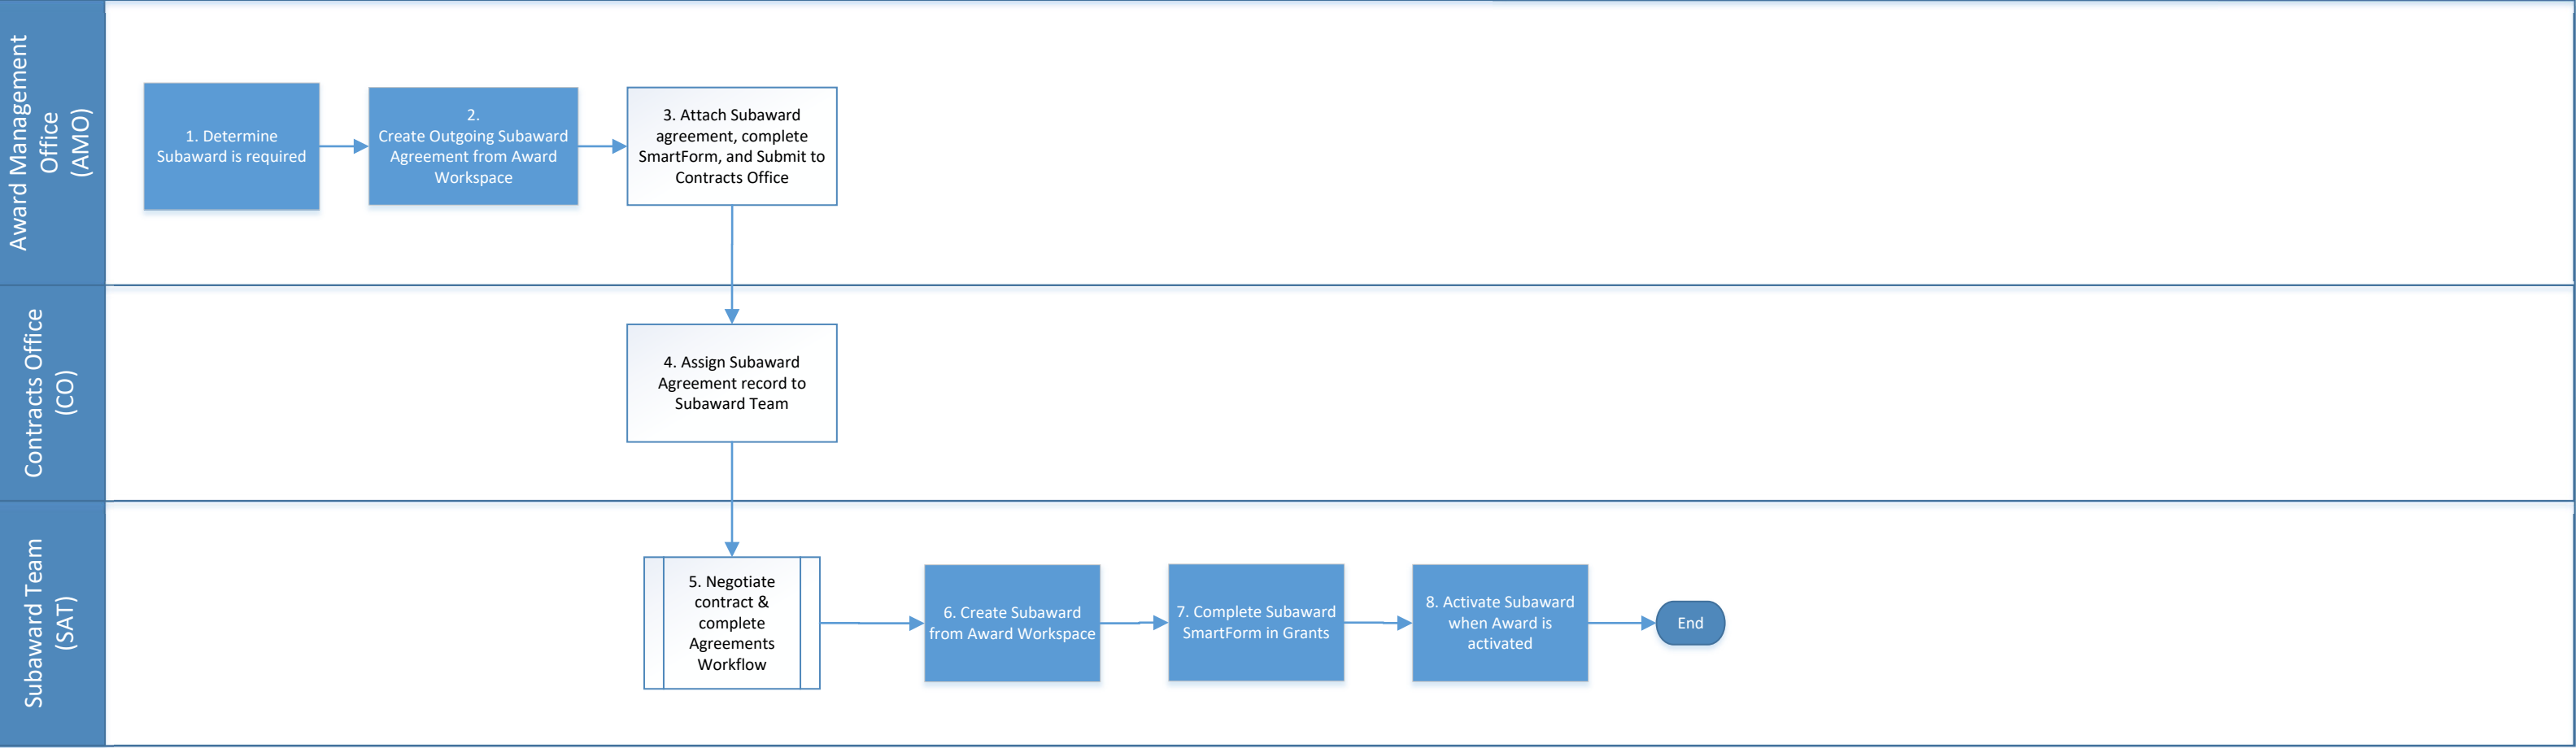 Award Management
Office
(AMO)
1. Determine
Subaward is required
2.
Create Outgoing Subaward
Agreement from Award
Workspace
3. Attach Subaward
agreement, complete
SmartForm, and Submit to
Contracts Office
Contracts Office
(CO)
4. Assign Subaward
Agreement record to
Subaward Team
Subaward Team
(SAT)
5. Negotiate
contract &
complete
Agreements
Workflow
6. Create Subaward
from Award Workspace
7. Complete Subaward
SmartForm in Grants
8. Activate Subaward
when Award is
activated
End